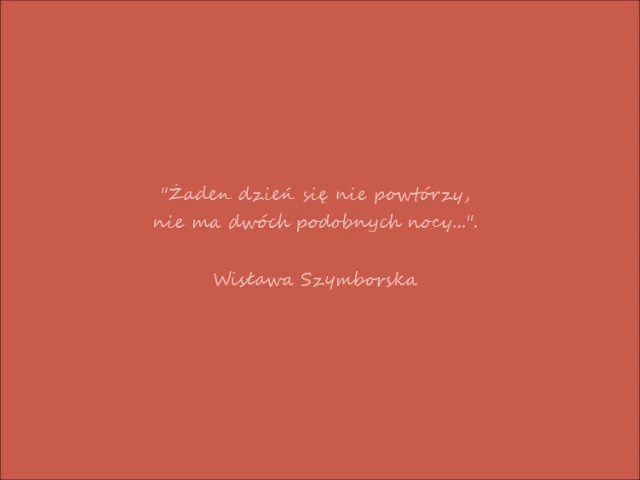 "Żaden dzień się nie powtórzy,
nie ma dwóch podobnych nocy...".
Wisława Szymborska